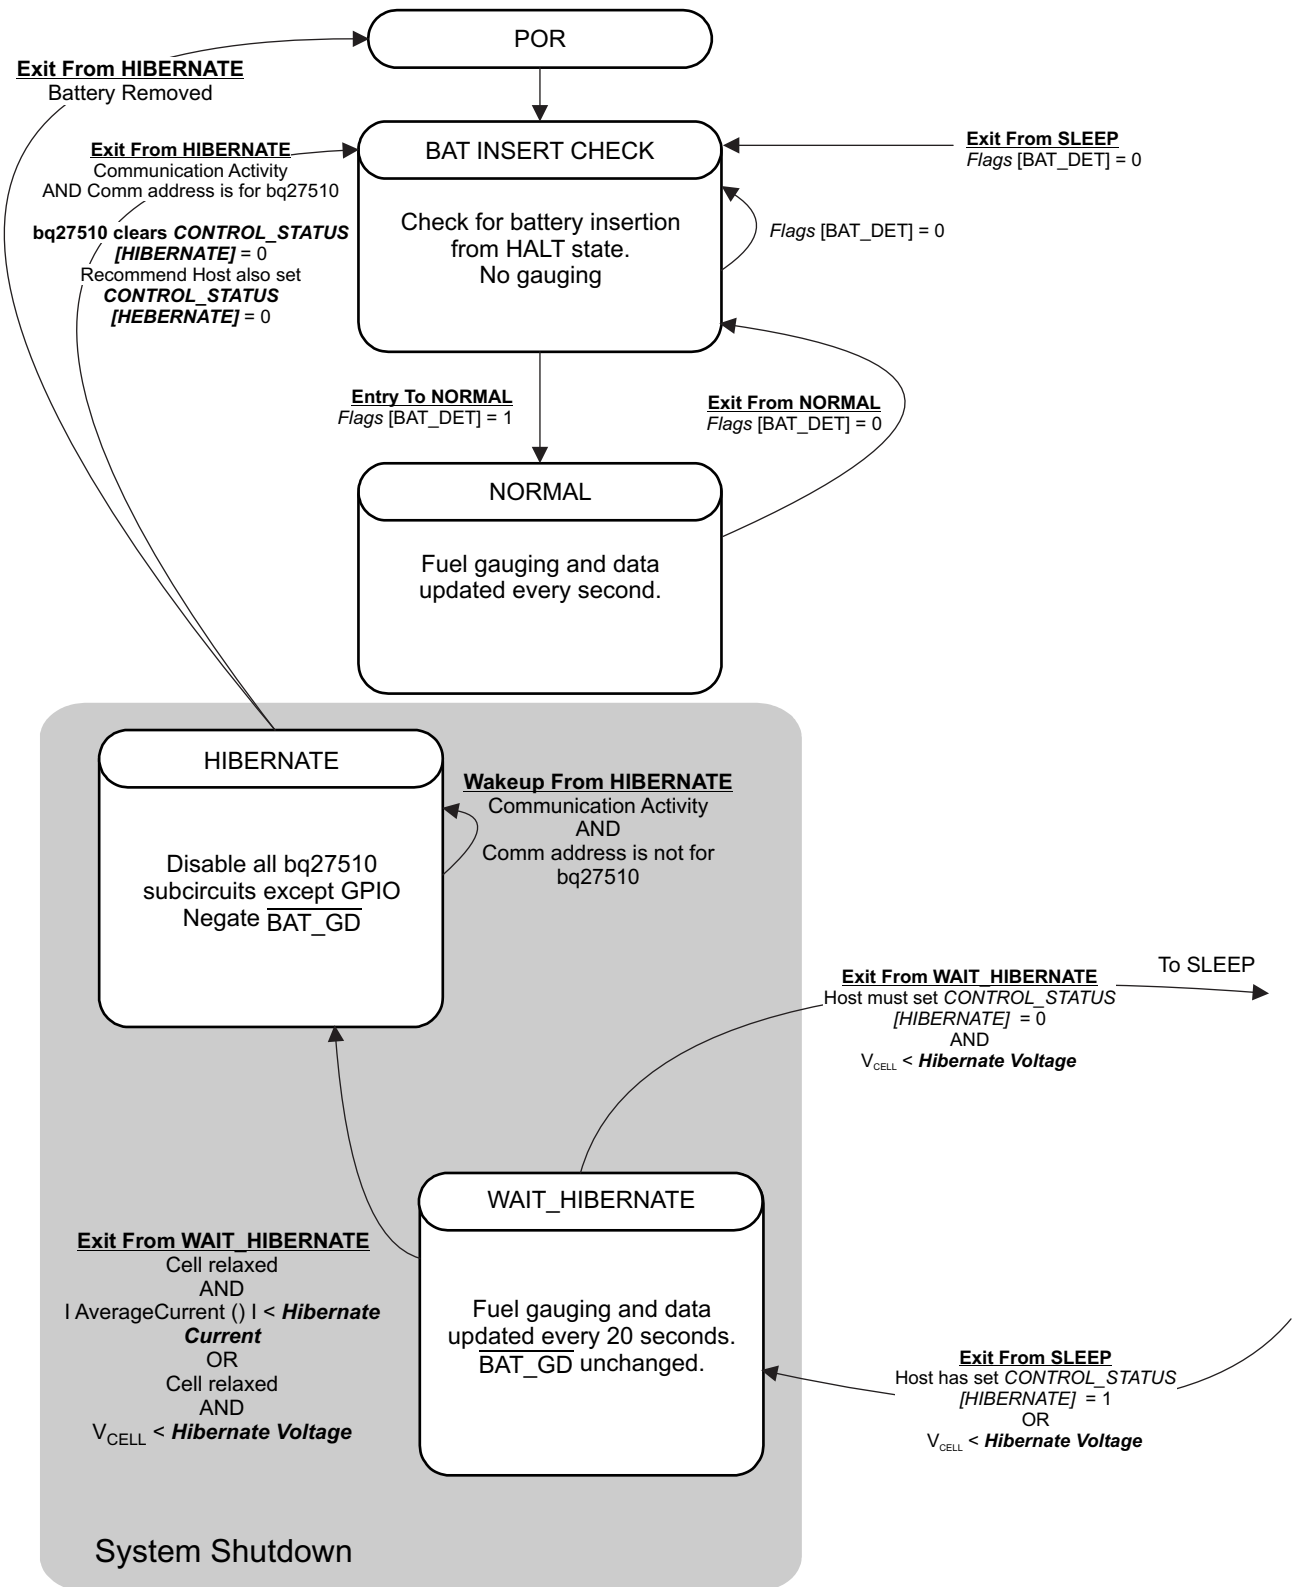 POR
Exit From HIBERNATE
Battery Removed
Exit From HIBERNATE
Communication Activity
AND Comm address is for bq27510
bq27510 clears CONTROL_STATUS
[HIBERNATE] = 0
Recommend Host also set
CONTROL_STATUS
[HEBERNATE] = 0
BAT INSERT CHECK
Check for battery insertion
from HALT state.
No gauging
Exit From SLEEP
Flags [BAT_DET] = 0
Flags [BAT_DET] = 0
Entry To NORMAL
Flags [BAT_DET] = 1
Exit From NORMAL
Flags [BAT_DET] = 0
NORMAL
Fuel gauging and data
updated every second.
HIBERNATE
Disable all bq27510
subcircuits except GPIO
Negate BAT_GD
Wakeup From HIBERNATE
Communication Activity
AND
Comm address is not for
bq27510
Exit From WAIT_HIBERNATE
Host must set CONTROL_STATUS
[HIBERNATE] = 0
AND
VCELL < Hibernate Voltage
To SLEEP
WAIT_HIBERNATE
Fuel gauging and data
updated every 20 seconds.
BAT_GD unchanged.
Exit From WAIT_HIBERNATE
Cell relaxed
AND
I AverageCurrent () I < Hibernate
Current
OR
Cell relaxed
AND
VCELL < Hibernate Voltage
Exit From SLEEP
Host has set CONTROL_STATUS
[HIBERNATE] = 1
OR
VCELL < Hibernate Voltage
System Shutdown